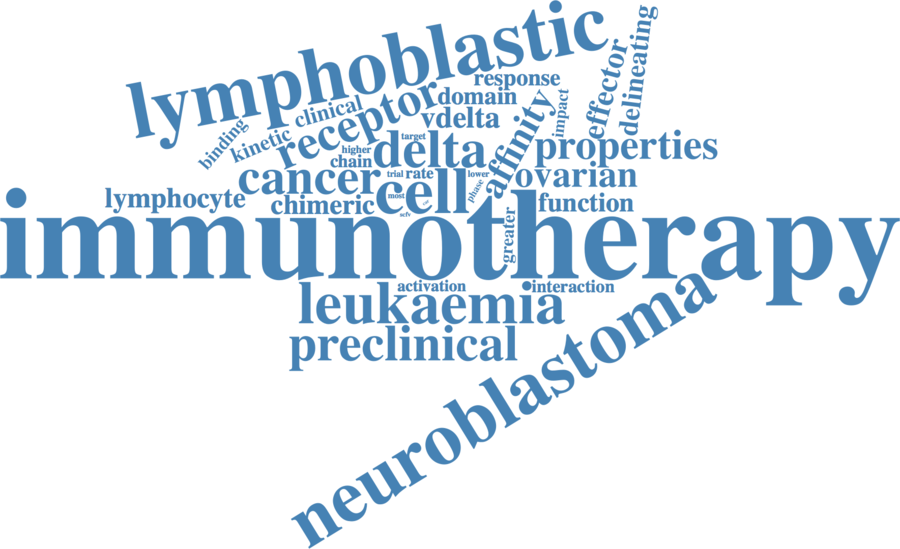 lymphoblastic
response
effector
delineating
domain
impact
clinical
receptor
vdelta
binding
kinetic
target
affinity
higher
delta
properties
chain
trial
rate
lower
cancer
cell
phase
ovarian
most
lymphocyte
chimeric
scfv
function
greater
immunotherapy
activation
interaction
leukaemia
preclinical
neuroblastoma